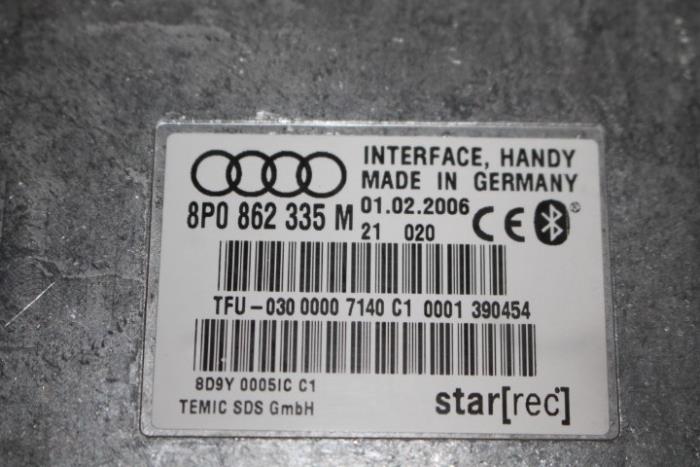 INTERFACE, HANDY
MADE IN GERMANY
8P0 862 335 M 01.02.2006
21 020 CE ®
TFU-030 0000 7140 C1 0001 390454
8D9Y 0005IC C1
TEMIC SDS GmbH
star[rec]